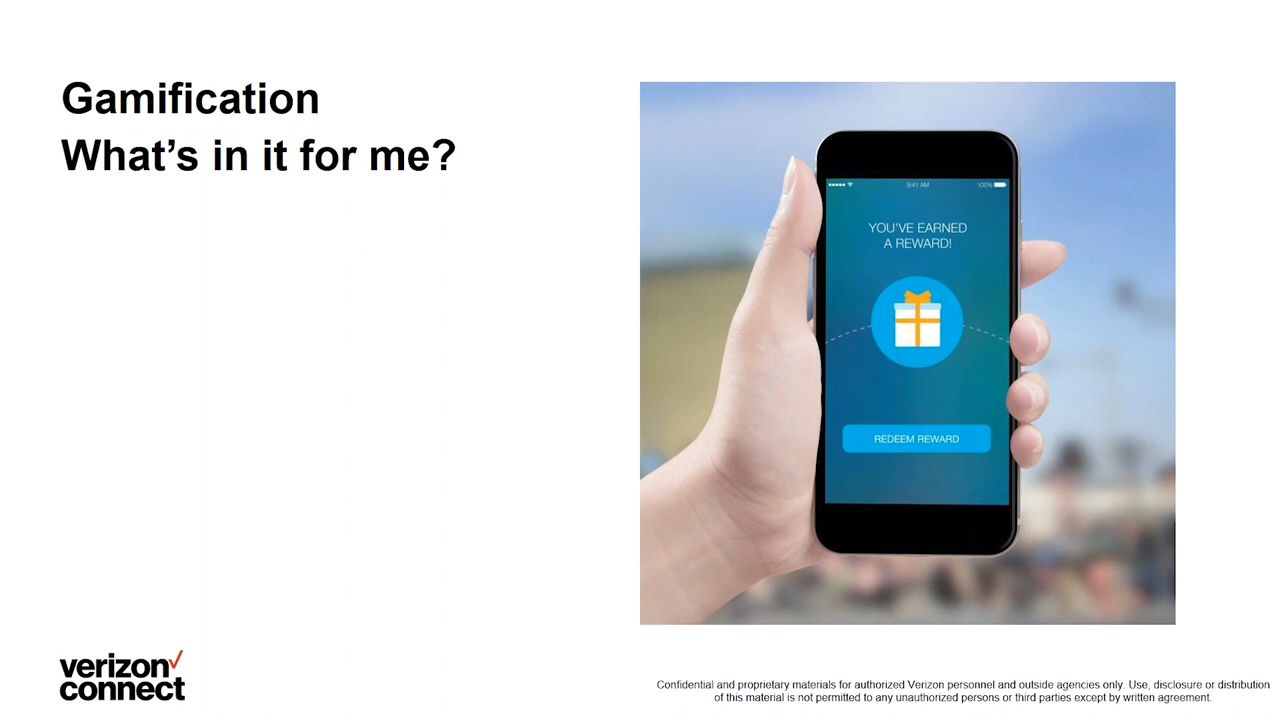 Gamification
What's in it for me?
9:41 AM
100%
YOU'VE EARNED
A REWARD!
REDEEM REWARD
verizon
connect
Confidential and proprietary materials for authorized Verizon personnel and outside agencies only. Use, disclosure or distribution
of this material is not permitted to any unauthorized persons or third parties except by written agreement.